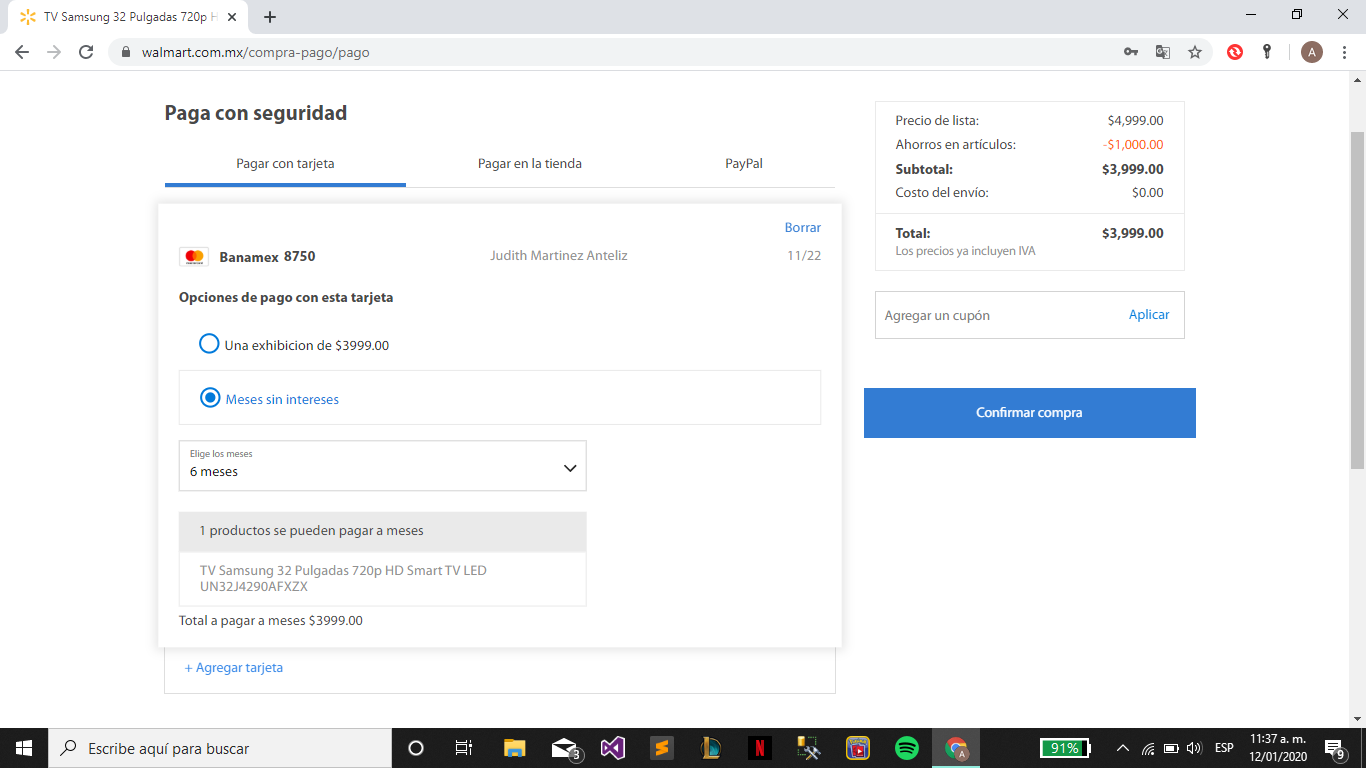 TV Samsung 32 Pulgadas 720p H
walmart.com.mx/compra-pago/pago
A
Paga con seguridad
Pagar con tarjeta
Pagar en la tienda
PayPal
Borrar
Banamex 8750
Judith Martinez Anteliz
11/22
Opciones de pago con esta tarjeta
Una exhibicion de $3999.00
Meses sin intereses
Elige los meses
6 meses
1 productos se pueden pagar a meses
TV Samsung 32 Pulgadas 720p HD Smart TV LED
UN32J4290AFXZX
Total a pagar a meses $3999.00
+ Agregar tarjeta
Precio de lista: $4,999.00
Ahorros en artículos: -$1,000.00
Subtotal: $3,999.00
Costo del envío: $0.00
Total: $3,999.00
Los precios ya incluyen IVA
Agregar un cupón Aplicar
Confirmar compra
Escribe aquí para buscar
3
N
A
91%
ESP
11:37 a. m.
12/01/2020
9